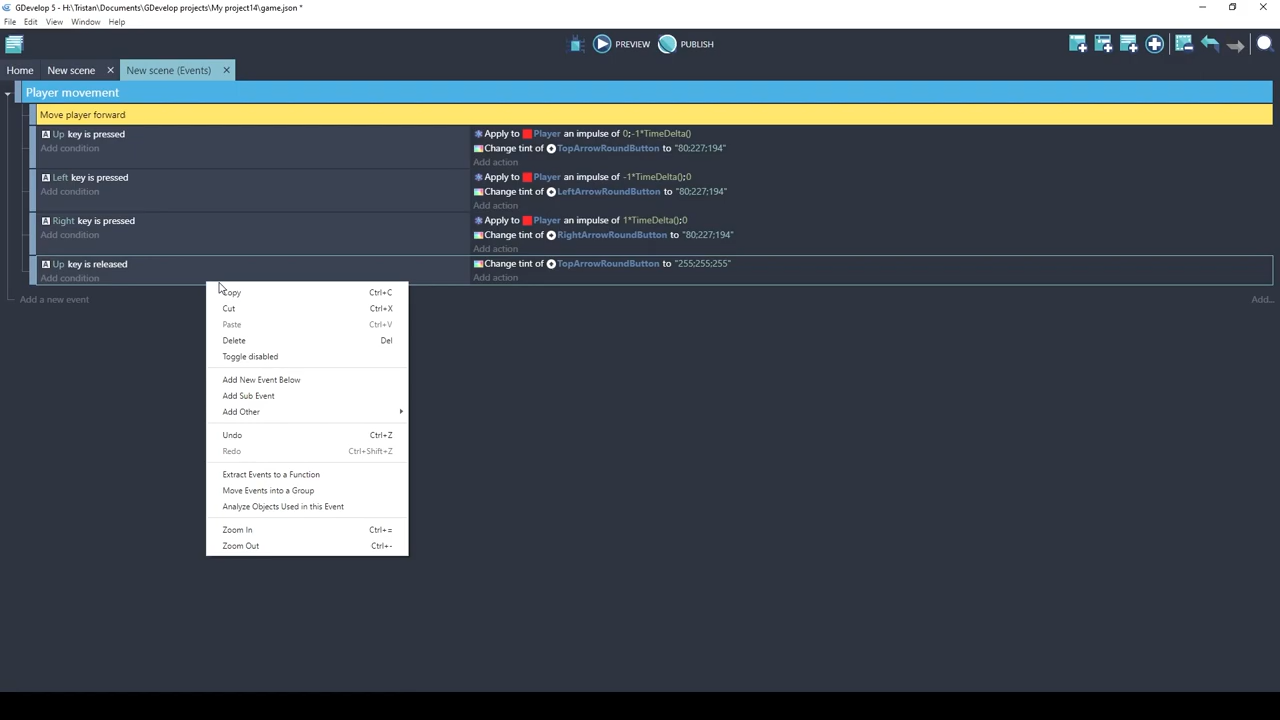 GDevelop 5 - H:\Tristan\Documents\GDevelop projects\My project14\game.json *
File Edit View Window Help
PREVIEW PUBLISH
Home New scene New scene (Events)
Player movement
Move player forward
Up key is pressed
Add condition
Apply to Player an impulse of 0;-1*TimeDelta()
Change tint of TopArrowRoundButton to "80;227;194"
Add action
Left key is pressed
Add condition
Apply to Player an impulse of -1*TimeDelta();0
Change tint of LeftArrowRoundButton to "80;227;194"
Add action
Right key is pressed
Add condition
Apply to Player an impulse of 1*TimeDelta();0
Change tint of RightArrowRoundButton to "80;227;194"
Add action
Up key is released
Add condition
Change tint of TopArrowRoundButton to "255;255;255"
Add action
Add a new event Add...
Copy Ctrl+C
Cut Ctrl+X
Paste Ctrl+V
Delete Del
Toggle disabled
Add New Event Below
Add Sub Event
Add Other
Undo Ctrl+Z
Redo Ctrl+Shift+Z
Extract Events to a Function
Move Events into a Group
Analyze Objects Used in this Event
Zoom In Ctrl+=
Zoom Out Ctrl+-